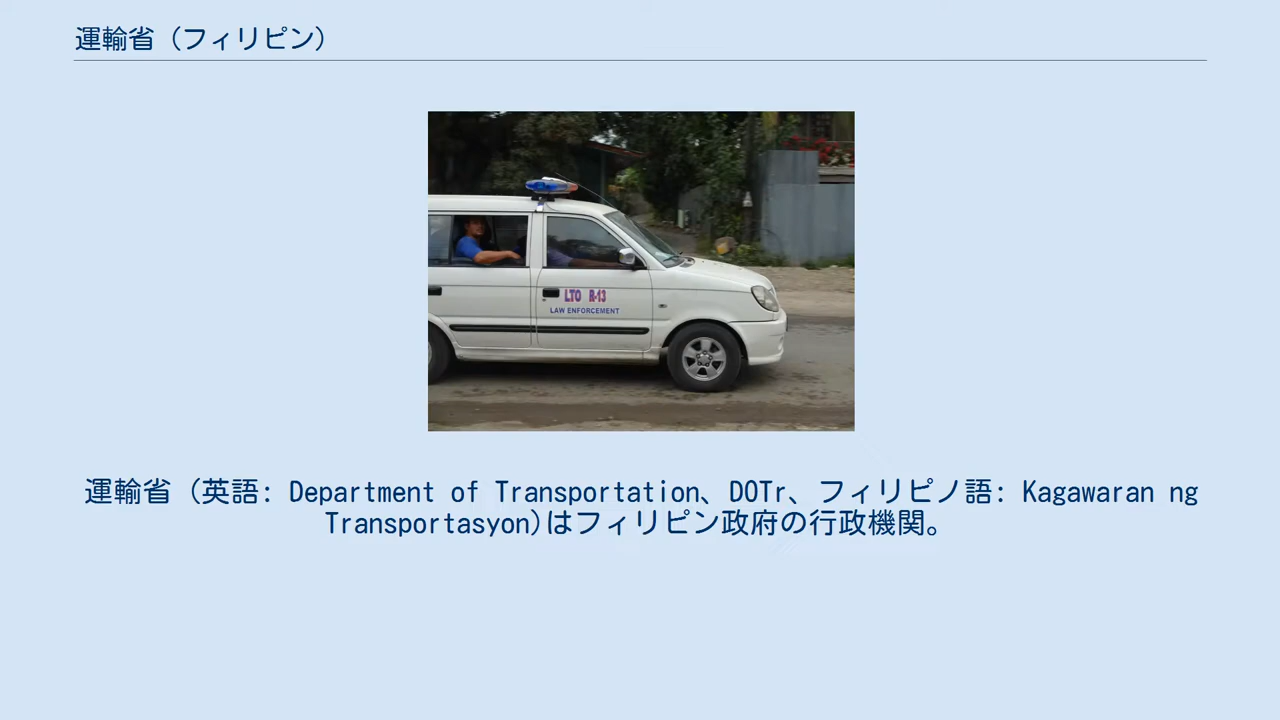 運輸省（フィリピン）
LTO R-13
LAW ENFORCEMENT
運輸省（英語: Department of Transportation、DOTr、フィリピノ語: Kagawaran ng
Transportasyon)はフィリピン政府の行政機関。